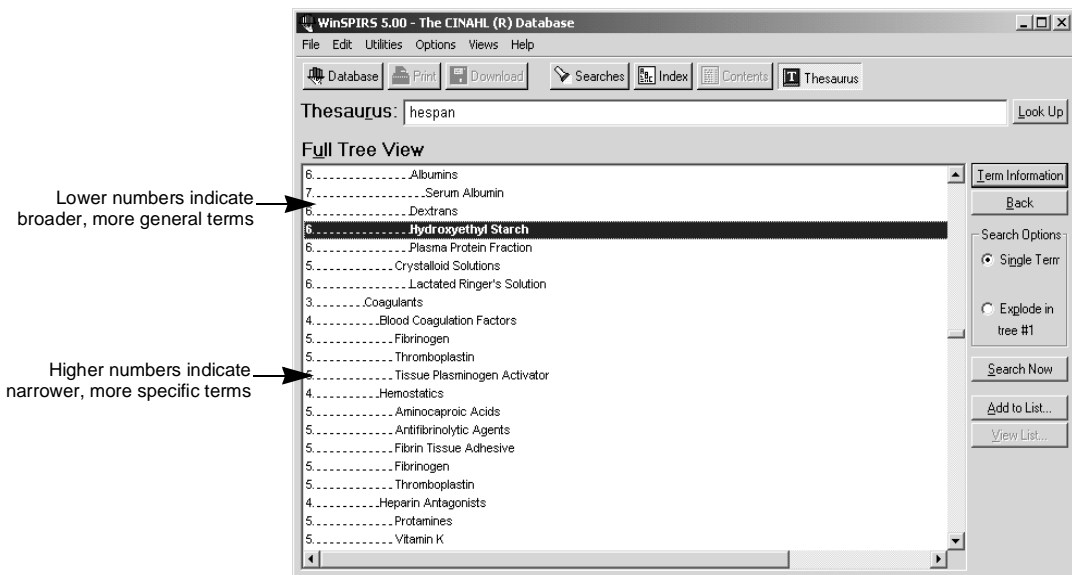 WinSPIRS 5.00 - The CINAHL (R) Database
File Edit Utilities Options Views Help
Database Print Download Searches Index Contents Thesaurus
Thesaurus: hespan Look Up
Full Tree View
6...............Albumins
7.................Serum Albumin
6...............Dextrans
6...............Hydroxyethyl Starch
6...............Plasma Protein Fraction
5.............Crystalloid Solutions
6...............Lactated Ringer's Solution
3.........Coagulants
4...........Blood Coagulation Factors
5.............Fibrinogen
5.............Thromboplastin
5.............Tissue Plasminogen Activator
4...........Hemostatics
5.............Aminocaproic Acids
5.............Antifibrinolytic Agents
5.............Fibrin Tissue Adhesive
5.............Fibrinogen
5.............Thromboplastin
4...........Heparin Antagonists
5.............Protamines
5.............Vitamin K
Term Information
Back
Search Options
Single Term
Explode in
tree #1
Search Now
Add to List...
View List...
Lower numbers indicate
broader, more general terms
Higher numbers indicate
narrower, more specific terms